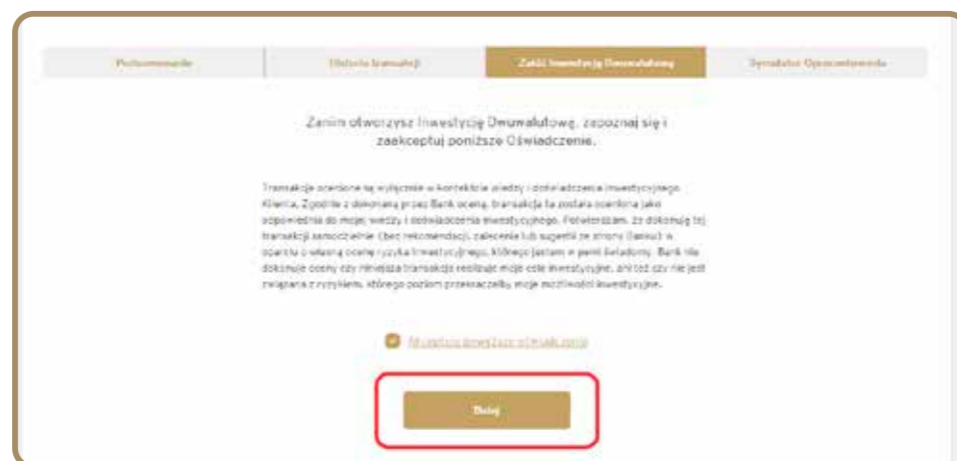 Podsumowanie
Historia transakcji
Załóż Inwestycję Dwuwalutową
Symulator Oprocentowania
Zanim otworzysz Inwestycję Dwuwalutową, zapoznaj się i
zaakceptuj poniższe Oświadczenie.
Transakcje ocenione są wyłącznie w kontekście wiedzy i doświadczenia inwestycyjnego
Klienta. Zgodnie z dokonaną przez Bank oceną, transakcja ta została oceniona jako
odpowiednia do mojej wiedzy i doświadczenia inwestycyjnego. Potwierdzam, że dokonuję tej
transakcji samodzielnie (bez rekomendacji, zalecenia lub sugestii ze strony Banku) w
oparciu o własną ocenę ryzyka inwestycyjnego, którego jestem w pełni świadomy. Bank nie
dokonuje oceny czy niniejsza transakcja realizuje moje cele inwestycyjne, ani też czy nie jest
związana z ryzykiem, którego poziom przekraczałby moje możliwości inwestycyjne.
Akceptuję powyższe oświadczenie
Dalej